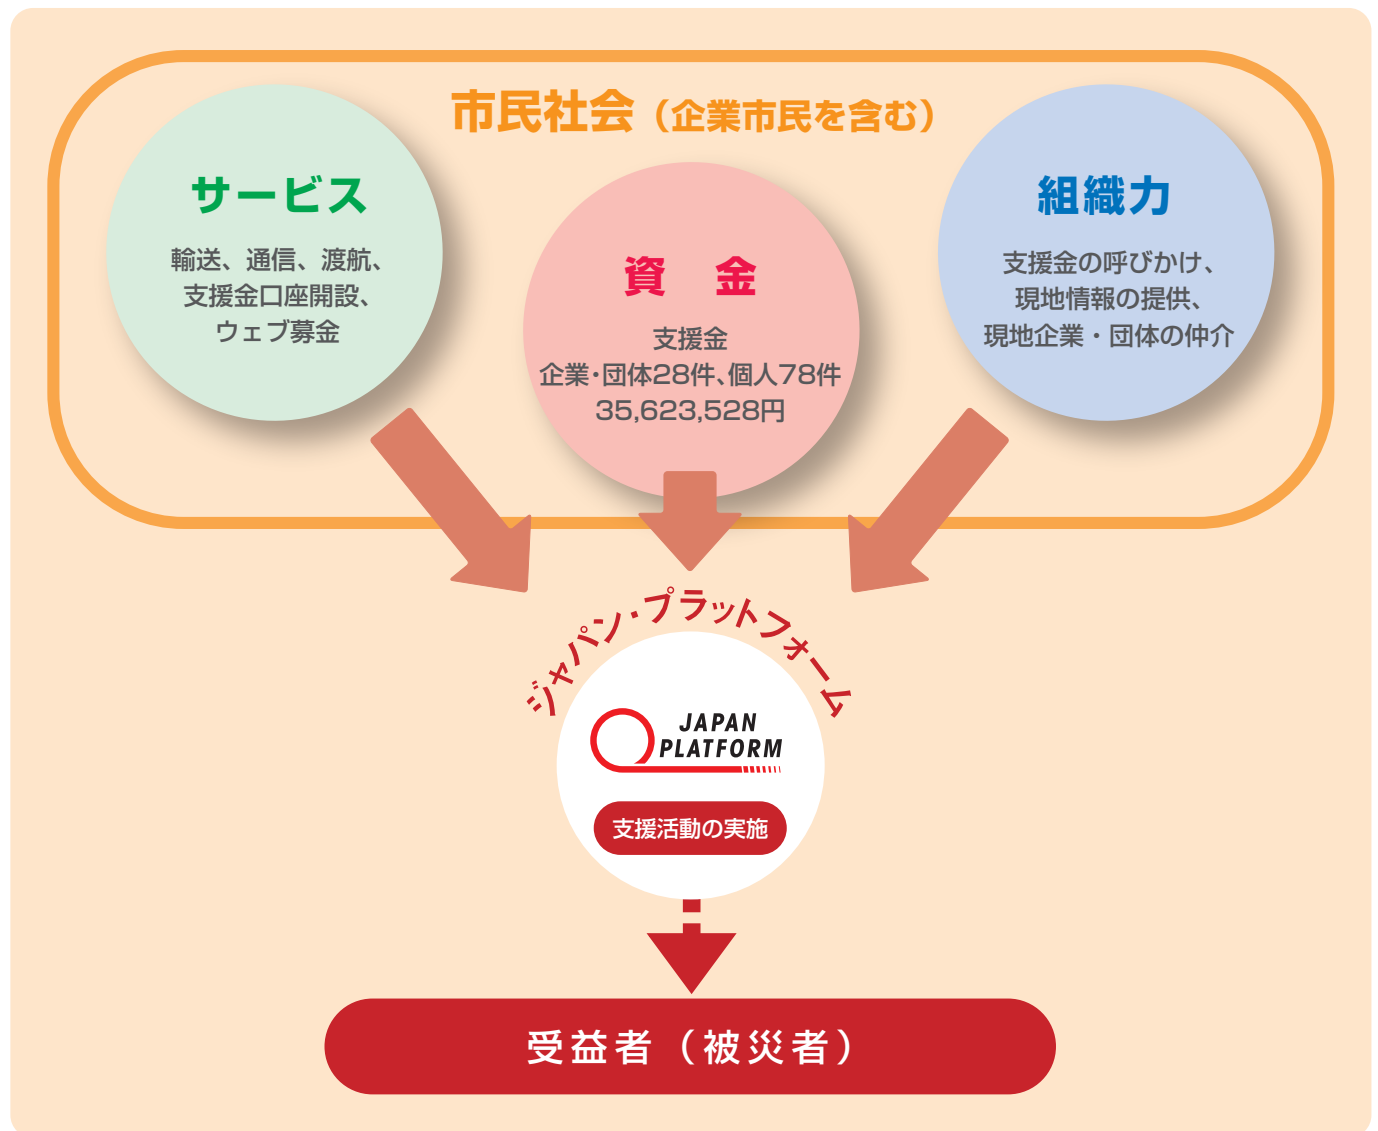 市民社会（企業市民を含む）
サービス
輸送、通信、渡航、
支援金口座開設、
ウェブ募金
資　金
支援金
企業・団体28件、個人78件
35,623,528円
組織力
支援金の呼びかけ、
現地情報の提供、
現地企業・団体の仲介
ジャパン・プラットフォーム
JAPAN
PLATFORM
支援活動の実施
受益者（被災者）